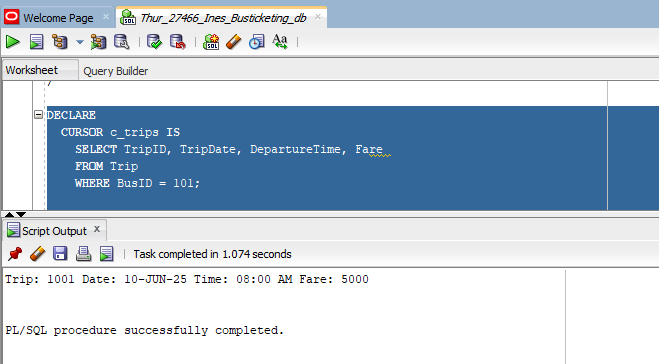 Welcome Page
Thur_27466_Ines_Busticketing_db
SQL
Aa
Worksheet
Query Builder
/
DECLARE
CURSOR c_trips IS
SELECT TripID, TripDate, DepartureTime, Fare
FROM Trip
WHERE BusID = 101;
Script Output x
Task completed in 1.074 seconds
Trip: 1001 Date: 10-JUN-25 Time: 08:00 AM Fare: 5000
PL/SQL procedure successfully completed.